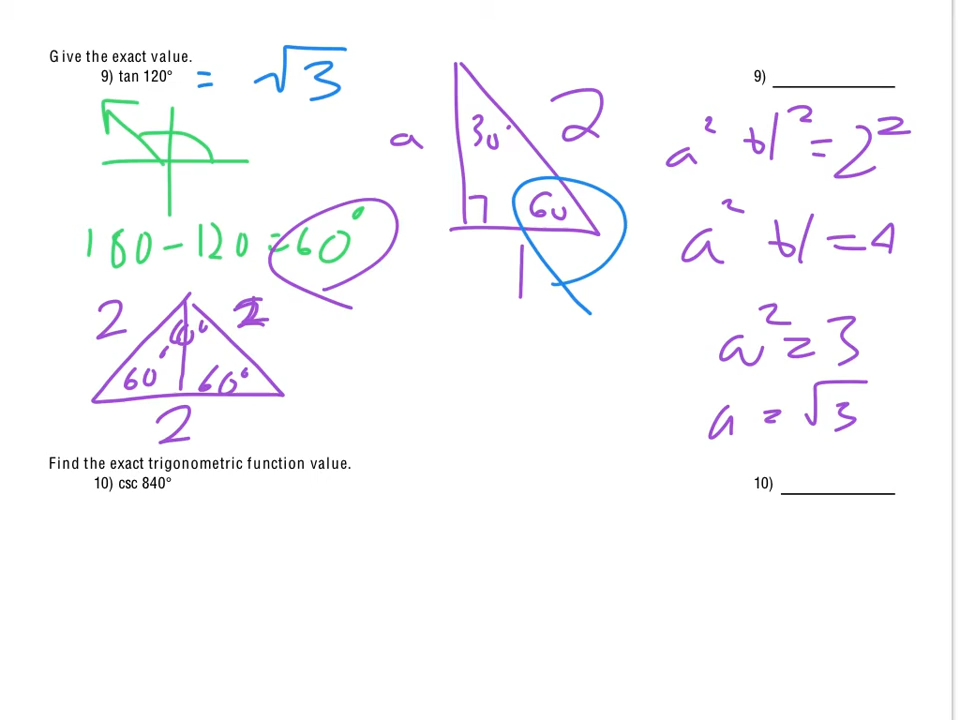 Give the exact value.
9) tan 120° = √3
9) __________
180 - 120 = 60°
a
30°
2
60
1
a² + 1² = 2²
a² + 1 = 4
a² = 3
a = √3
2
2
60°
60°
60°
2
Find the exact trigonometric function value.
10) csc 840°
10) __________